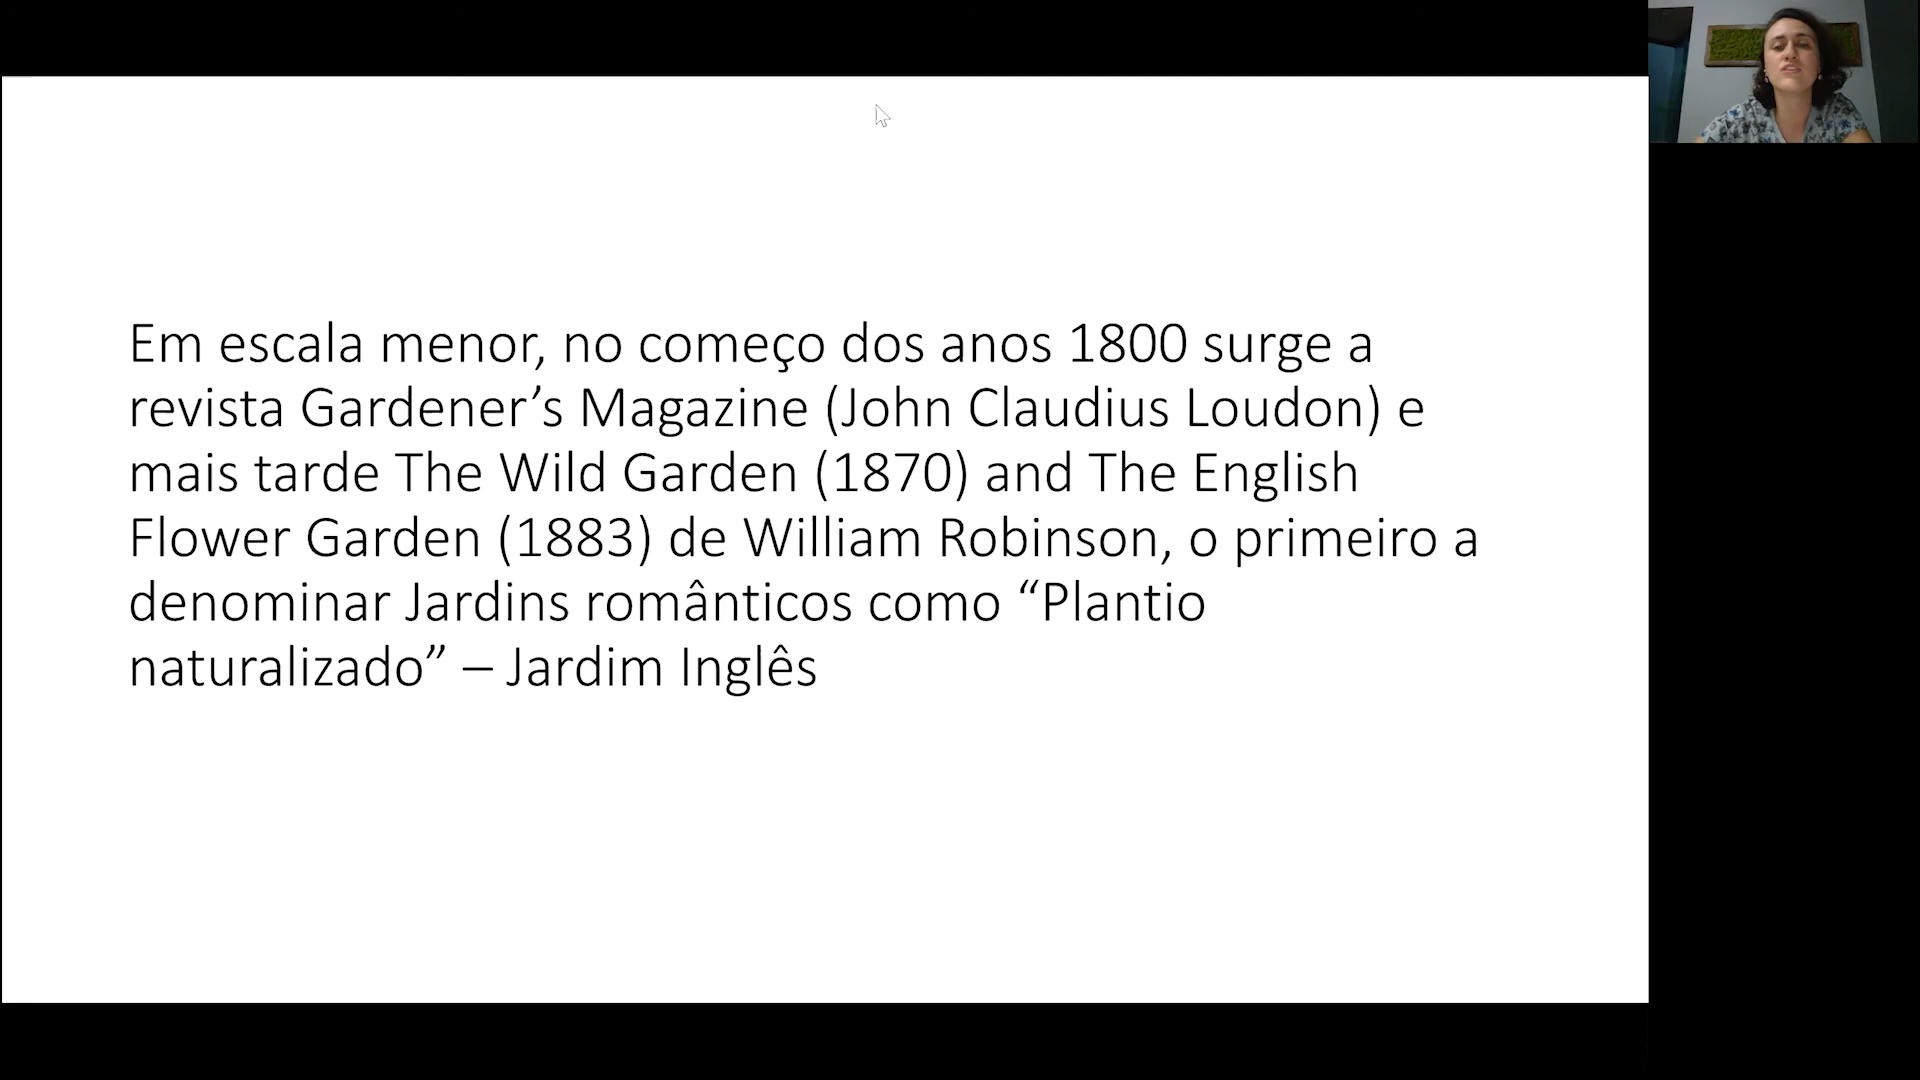 Em escala menor, no começo dos anos 1800 surge a
revista Gardener’s Magazine (John Claudius Loudon) e
mais tarde The Wild Garden (1870) and The English
Flower Garden (1883) de William Robinson, o primeiro a
denominar Jardins românticos como “Plantio
naturalizado” – Jardim Inglês